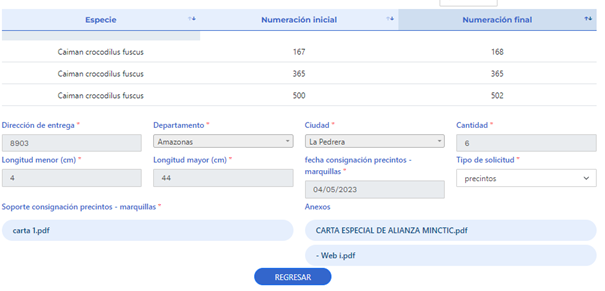 Especie Numeración inicial Numeración final
Caiman crocodilus fuscus 167 168
Caiman crocodilus fuscus 365 365
Caiman crocodilus fuscus 500 502
Dirección de entrega * Departamento * Ciudad * Cantidad *
8903 Amazonas La Pedrera 6
Longitud menor (cm) * Longitud mayor (cm) * fecha consignación precintos - marquillas * Tipo de solicitud *
4 44 04/05/2023 precintos
Soporte consignación precintos - marquillas * Anexos
carta 1.pdf CARTA ESPECIAL DE ALIANZA MINCTIC.pdf
- Web i.pdf
REGRESAR